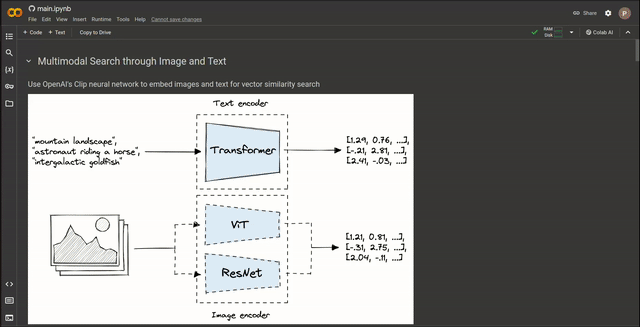 main.ipynb
File Edit View Insert Runtime Tools Help Cannot save changes
Share
P
+ Code + Text Copy to Drive
RAM
Disk
Colab AI
Multimodal Search through Image and Text
Use OpenAI's Clip neural network to embed images and text for vector similarity search
Text encoder
"mountain landscape",
"astronaut riding a horse",
"intergalactic goldfish"
Transformer
[1.29, 0.76, ...],
[-.21, 2.81, ...],
[2.41, -.03, ...]
ViT
ResNet
[1.21, 0.81, ...],
[-.31, 2.75, ...],
[2.04, -.11, ...]
Image encoder